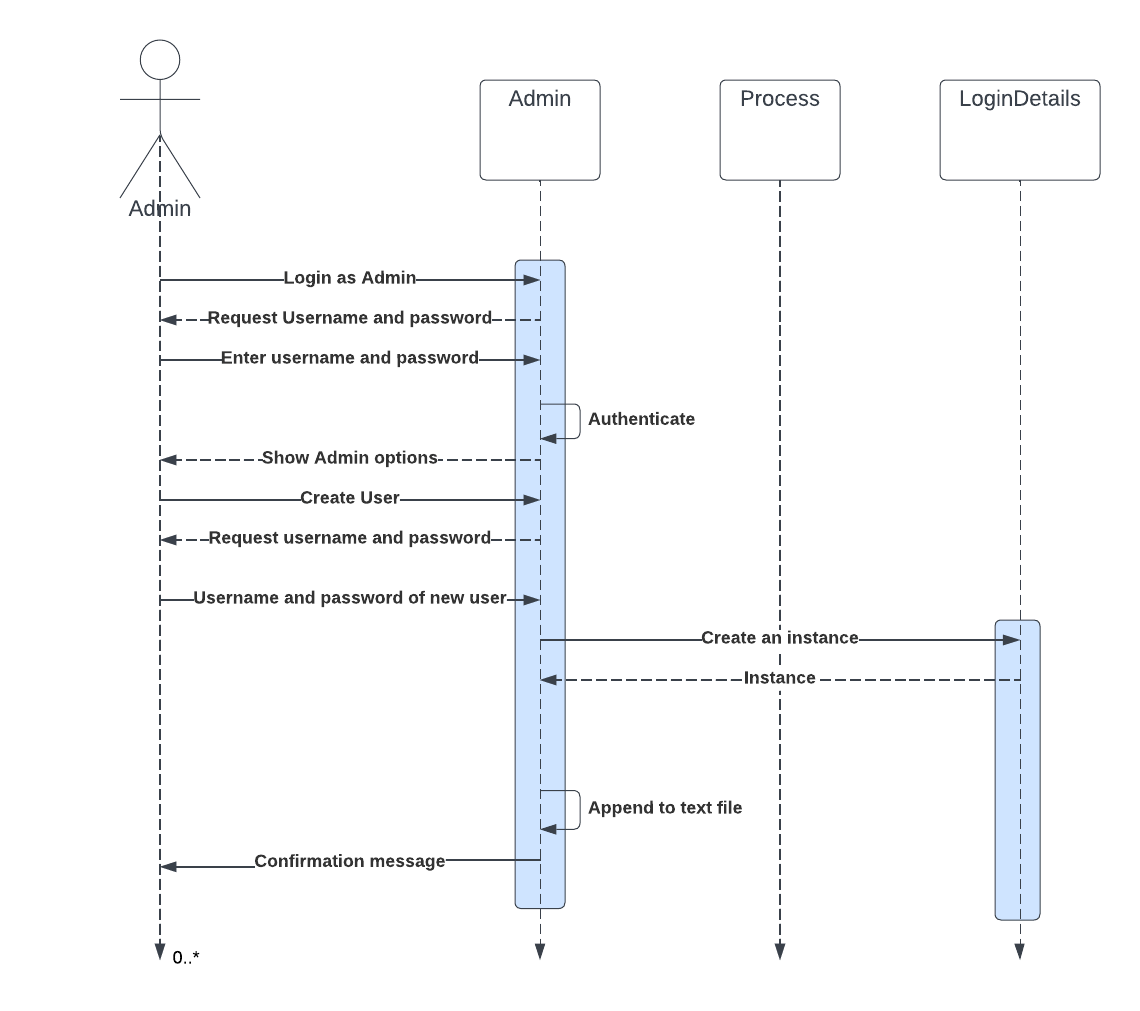 Admin
Process
LoginDetails
Admin
Login as Admin
Request Username and password
Enter username and password
Authenticate
Show Admin options
Create User
Request username and password
Username and password of new user
Create an instance
Instance
Append to text file
Confirmation message
0..*